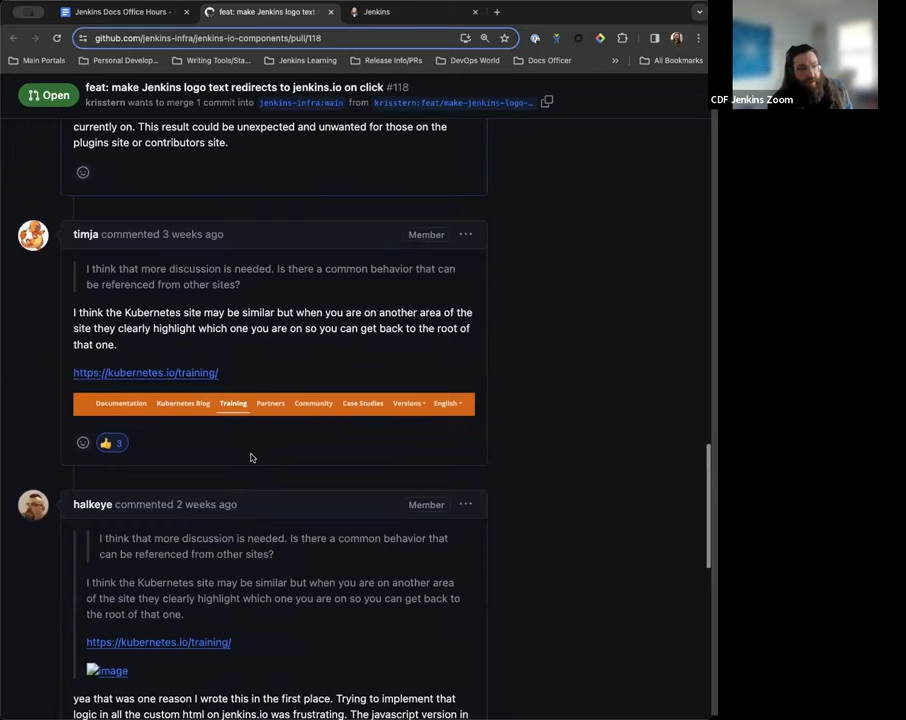 Jenkins Docs Office Hours -
feat: make Jenkins logo text r
Jenkins
github.com/jenkins-infra/jenkins-io-components/pull/118
Main Portals
Personal Develop...
Writing Tools/Sta...
Jenkins Learning
Release Info/PRs
DevOps World
Docs Officer
»
All Bookmarks
CDF Jenkins Zoom
Open
feat: make Jenkins logo text redirects to jenkins.io on click #118
krisstern wants to merge 1 commit into jenkins-infra:main from krisstern:feat/make-jenkins-logo-…
currently on. This result could be unexpected and unwanted for those on the
plugins site or contributors site.
timja commented 3 weeks ago
Member
I think that more discussion is needed. Is there a common behavior that can
be referenced from other sites?
I think the Kubernetes site may be similar but when you are on another area of the
site they clearly highlight which one you are on so you can get back to the root of
that one.
https://kubernetes.io/training/
Documentation Kubernetes Blog Training Partners Community Case Studies Versions English
3
halkeye commented 2 weeks ago
Member
I think that more discussion is needed. Is there a common behavior that
can be referenced from other sites?
I think the Kubernetes site may be similar but when you are on another area
of the site they clearly highlight which one you are on so you can get back to
the root of that one.
https://kubernetes.io/training/
image
yea that was one reason I wrote this in the first place. Trying to implement that
logic in all the custom html on jenkins.io was frustrating. The javascript version in